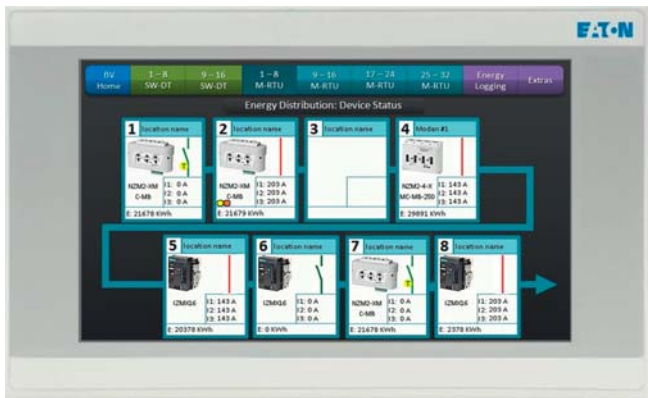 EATON
BV Home
1 – 8 SW-DT
9 – 16 SW-DT
1 – 8 M-RTU
9 – 16 M-RTU
17 – 24 M-RTU
25 – 32 M-RTU
Energy Logging
Extras
Energy Distribution: Device Status
1 location name
T
NZM2-XM
C-MB
I1: 0 A
I2: 0 A
I3: 0 A
E: 21678 KWh
2 location name
NZM2-XM
C-MB
I1: 203 A
I2: 203 A
I3: 203 A
E: 21679 KWh
3 location name
4 Modan #1
NZM2-4-X
MC-MB-250
I1: 143 A
I2: 143 A
I3: 143 A
E: 29891 KWh
5 location name
IZMX16
I1: 143 A
I2: 143 A
I3: 143 A
E: 20378 KWh
6 location name
IZMX16
I1: 0 A
I2: 0 A
I3: 0 A
E: 0 KWh
7 location name
T
NZM2-XM
C-MB
I1: 0 A
I2: 0 A
I3: 0 A
E: 21678 KWh
8 location name
IZMX16
I1: 203 A
I2: 203 A
I3: 203 A
E: 2378 KWh